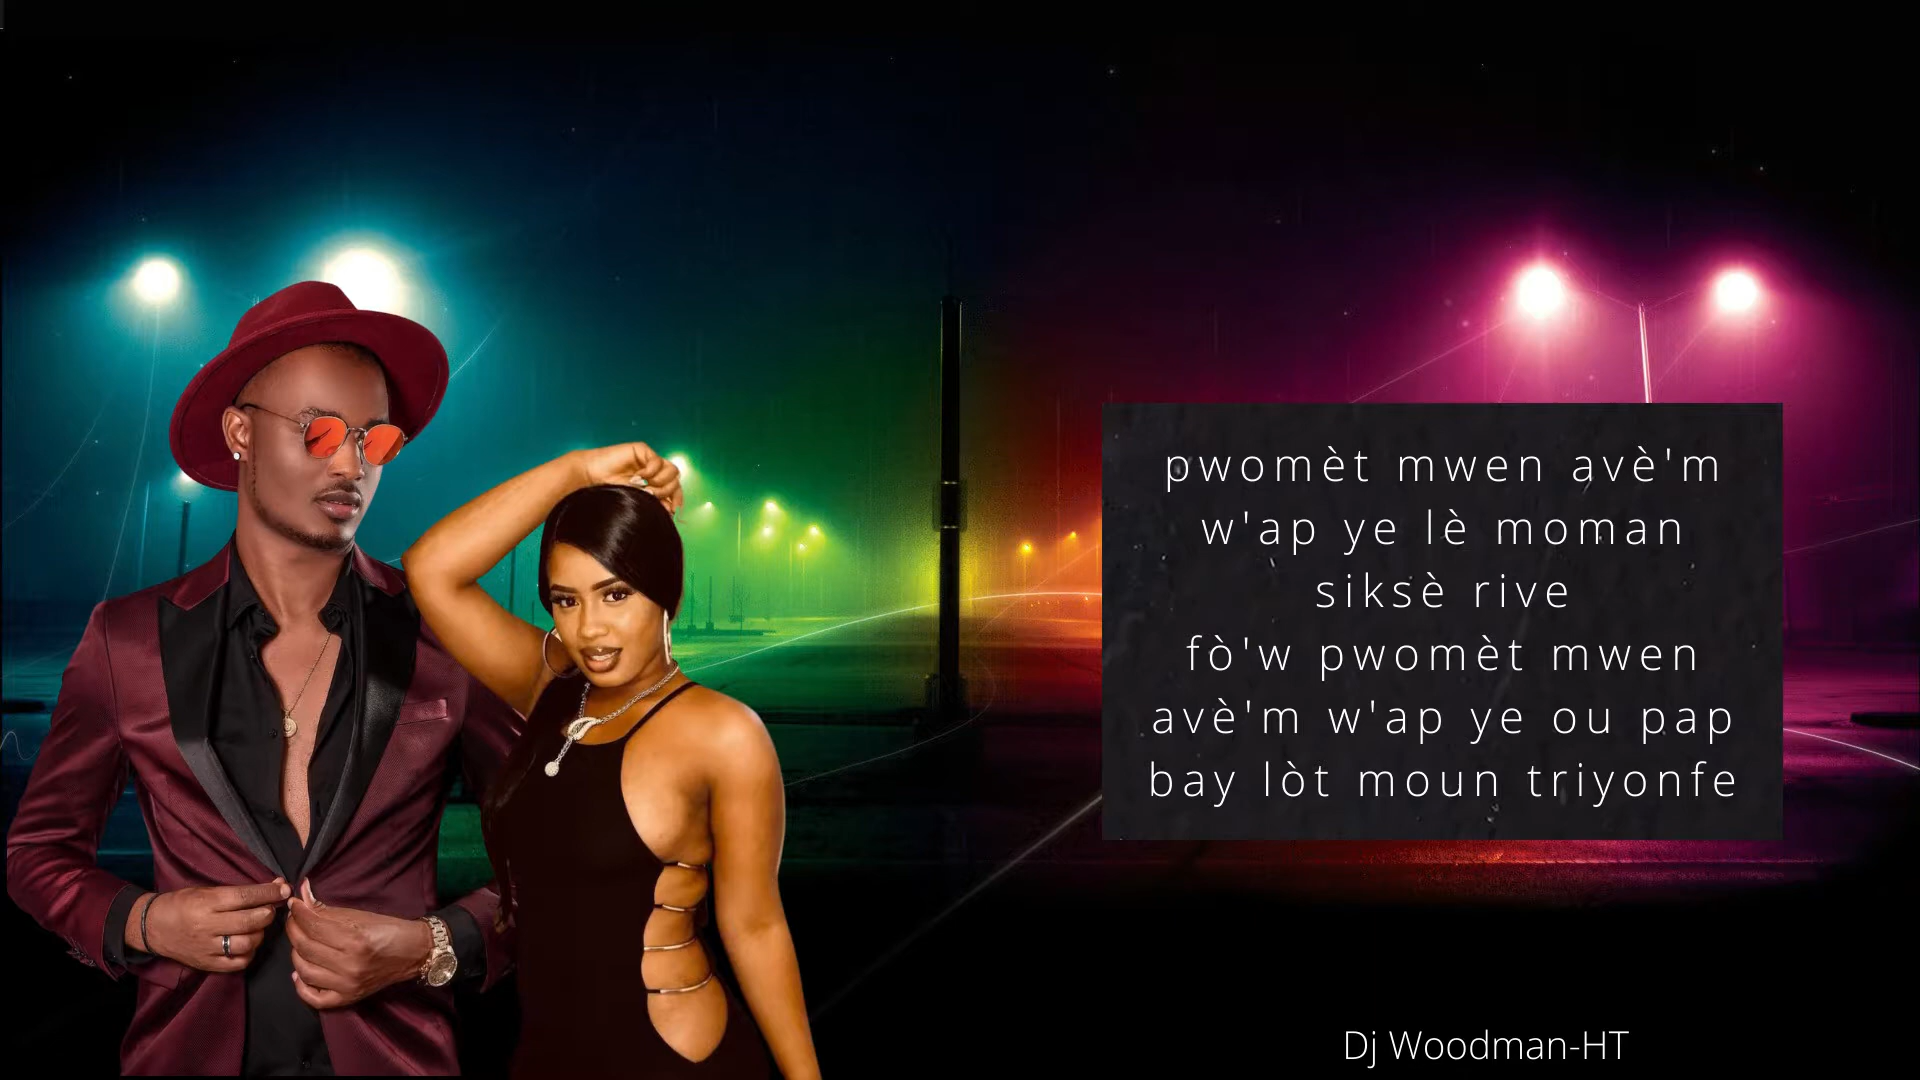 pwomèt mwen avè'm
w'ap ye lè moman
siksè rive
fò'w pwomèt mwen
avè'm w'ap ye ou pap
bay lòt moun triyonfe
Dj Woodman-HT